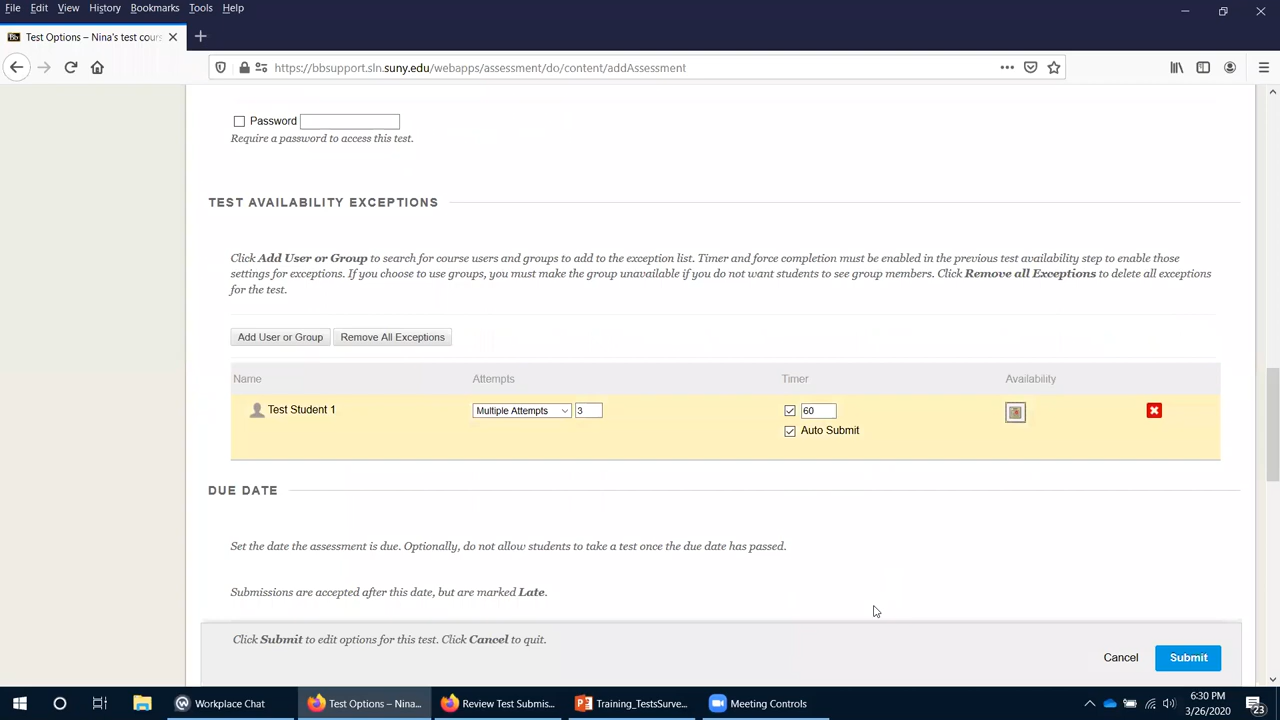 File Edit View History Bookmarks Tools Help
Test Options – Nina's test cours
https://bbsupport.sln.suny.edu/webapps/assessment/do/content/addAssessment
Password
Require a password to access this test.
TEST AVAILABILITY EXCEPTIONS
Click Add User or Group to search for course users and groups to add to the exception list. Timer and force completion must be enabled in the previous test availability step to enable those
settings for exceptions. If you choose to use groups, you must make the group unavailable if you do not want students to see group members. Click Remove all Exceptions to delete all exceptions
for the test.
Add User or Group Remove All Exceptions
Name Attempts Timer Availability
Test Student 1 Multiple Attempts 3 60
Auto Submit
DUE DATE
Set the date the assessment is due. Optionally, do not allow students to take a test once the due date has passed.
Submissions are accepted after this date, but are marked Late.
Click Submit to edit options for this test. Click Cancel to quit.
Cancel Submit
Workplace Chat Test Options – Nina... Review Test Submis... Training_TestsSurve... Meeting Controls
6:30 PM
3/26/2020
23